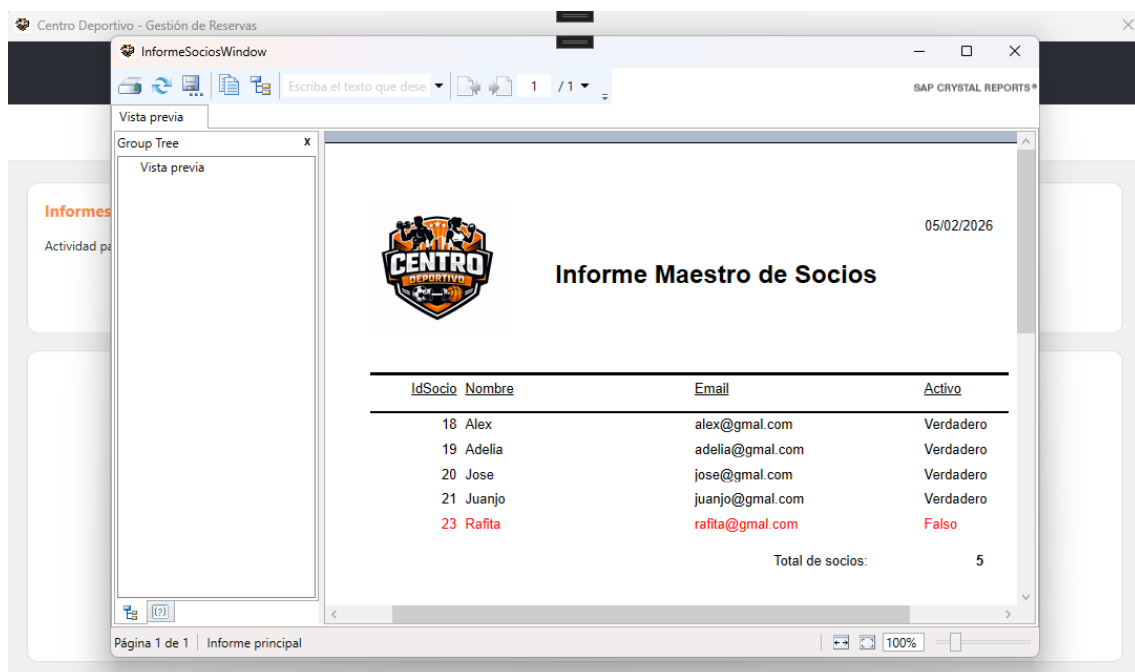 Centro Deportivo - Gestión de Reservas
InformeSociosWindow
Escriba el texto que dese
1 / 1
SAP CRYSTAL REPORTS®
Vista previa
Group Tree x
Vista previa
Informes
Actividad pa
CENTRO
DEPORTIVO
05/02/2026
Informe Maestro de Socios
IdSocio Nombre Email Activo
18 Alex alex@gmal.com Verdadero
19 Adelia adelia@gmal.com Verdadero
20 Jose jose@gmal.com Verdadero
21 Juanjo juanjo@gmal.com Verdadero
23 Rafita rafita@gmal.com Falso
Total de socios: 5
Página 1 de 1 Informe principal 100%